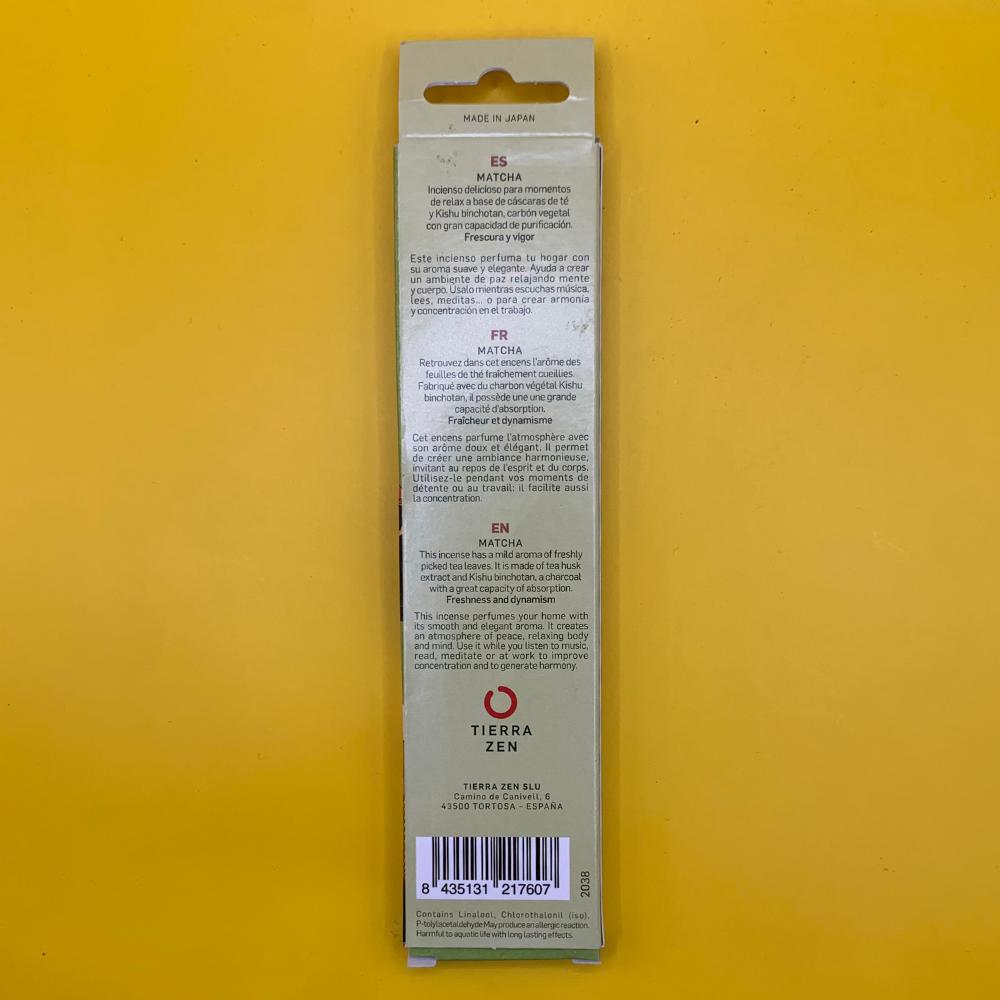 MADE IN JAPAN
ES
MATCHA
Incienso delicioso para momentos
de relax a base de cáscaras de té
y Kishu binchotan, carbón vegetal
con gran capacidad de purificación.
Frescura y vigor
Este incienso perfuma tu hogar con
su aroma suave y elegante. Ayuda a crear
un ambiente de paz relajando mente
y cuerpo. Úsalo mientras escuchas música,
lees, meditas... o para crear armonía
y concentración en el trabajo.
FR
MATCHA
Retrouvez dans cet encens l'arôme des
feuilles de thé fraîchement cueillies.
Fabriqué avec du charbon végétal Kishu
binchotan, il possède une une grande
capacité d'absorption.
Fraîcheur et dynamisme
Cet encens parfume l'atmosphère avec
son arôme doux et élégant. Il permet
de créer une ambiance harmonieuse,
invitant au repos de l'esprit et du corps.
Utilisez-le pendant vos moments de
détente ou au travail: il facilite aussi
la concentration.
EN
MATCHA
This incense has a mild aroma of freshly
picked tea leaves. It is made of tea husk
extract and Kishu binchotan, a charcoal
with a great capacity of absorption.
Freshness and dynamism
This incense perfumes your home with
its smooth and elegant aroma. It creates
an atmosphere of peace, relaxing body
and mind. Use it while you listen to music,
read, meditate or at work to improve
concentration and to generate harmony.
TIERRA
ZEN
TIERRA ZEN SLU
Camino de Canivell, 6
43500 TORTOSA - ESPAÑA
8 435131 217607
2038
Contains Linalool, Chlorothalonil (iso).
P-tolylacetaldehyde May produce an allergic reaction.
Harmful to aquatic life with long lasting effects.